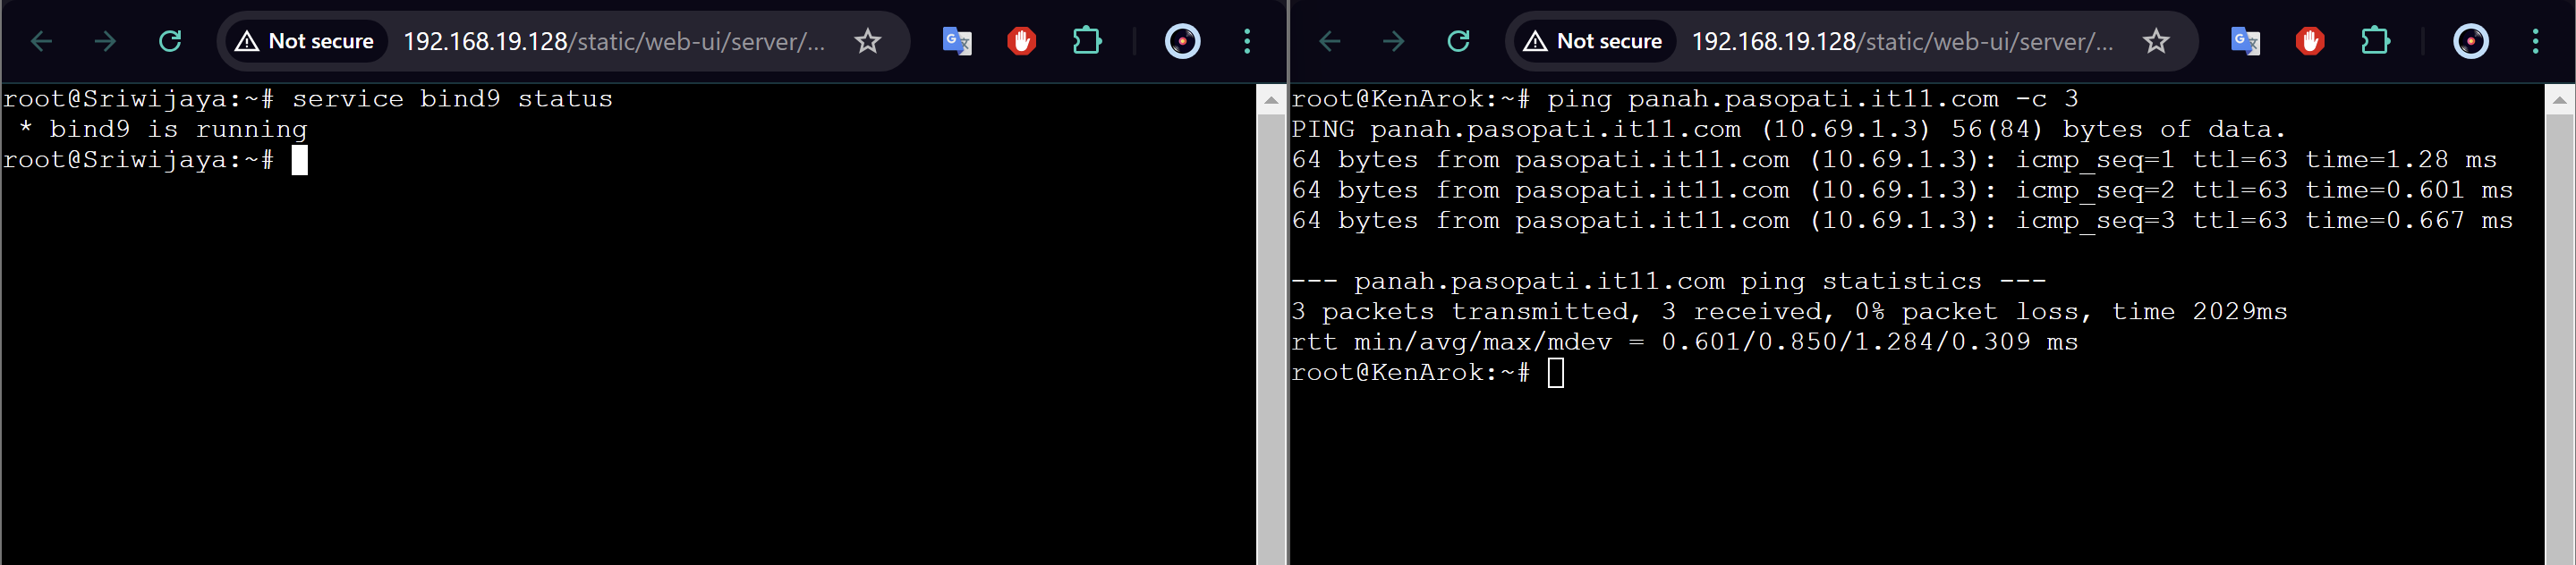 Not secure 192.168.19.128/static/web-ui/server/...
root@Sriwijaya:~# service bind9 status
 * bind9 is running
root@Sriwijaya:~#
Not secure 192.168.19.128/static/web-ui/server/...
root@KenArok:~# ping panah.pasopati.it11.com -c 3
PING panah.pasopati.it11.com (10.69.1.3) 56(84) bytes of data.
64 bytes from pasopati.it11.com (10.69.1.3): icmp_seq=1 ttl=63 time=1.28 ms
64 bytes from pasopati.it11.com (10.69.1.3): icmp_seq=2 ttl=63 time=0.601 ms
64 bytes from pasopati.it11.com (10.69.1.3): icmp_seq=3 ttl=63 time=0.667 ms
--- panah.pasopati.it11.com ping statistics ---
3 packets transmitted, 3 received, 0% packet loss, time 2029ms
rtt min/avg/max/mdev = 0.601/0.850/1.284/0.309 ms
root@KenArok:~#